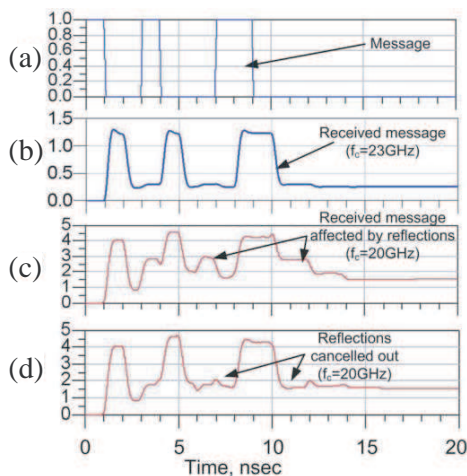 (a)
1.0
0.8
0.6
0.4
0.2
0.0
Message
(b)
1.5
1.0
0.5
0.0
Received message
(fc=23GHz)
(c)
5
4
3
2
1
0
Received message
affected by reflections
(fc=20GHz)
(d)
5
4
3
2
1
0
Reflections
cancelled out
(fc=20GHz)
0 5 10 15 20
Time, nsec